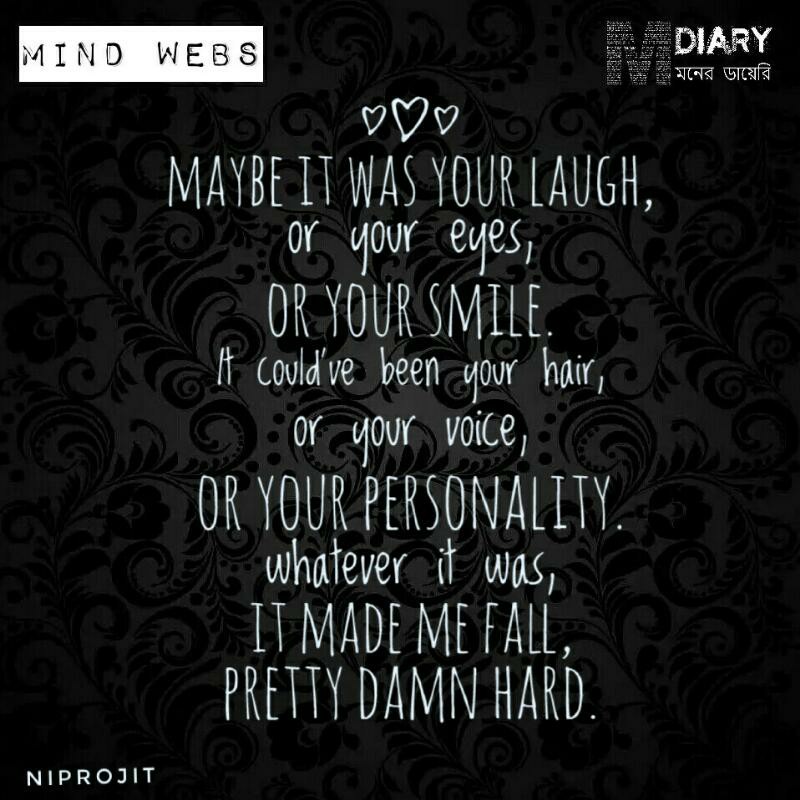 MIND WEBS
M DIARY
মনের ডায়েরি
MAYBE IT WAS YOUR LAUGH,
or your eyes,
OR YOUR SMILE.
It could've been your hair,
or your voice,
OR YOUR PERSONALITY.
whatever it was,
IT MADE ME FALL,
PRETTY DAMN HARD.
NIPROJIT